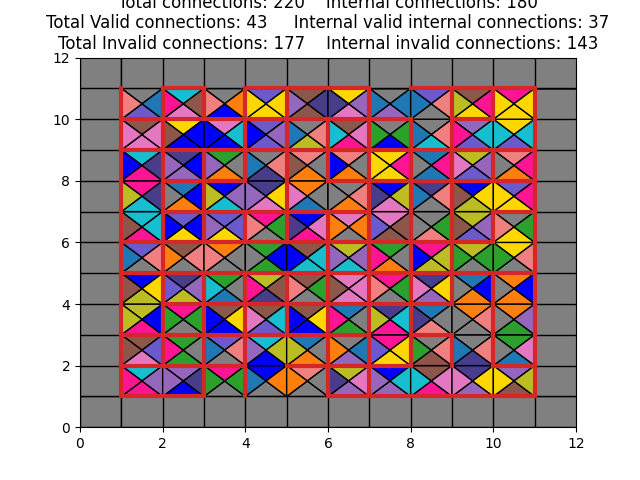 Total connections: 220 Internal connections: 180
Total Valid connections: 43 Internal valid internal connections: 37
Total Invalid connections: 177 Internal invalid connections: 143
12
10
8
6
4
2
0
0 2 4 6 8 10 12